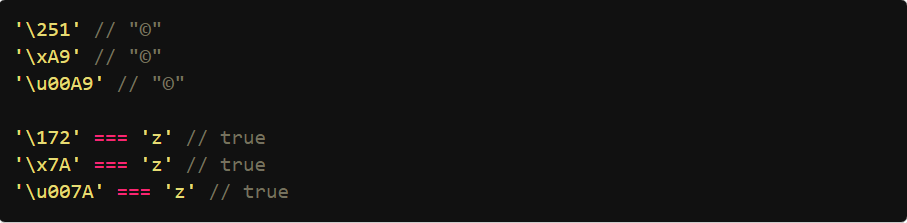 '\251' // "©"
'\xA9' // "©"
'\u00A9' // "©"
'\172' === 'z' // true
'\x7A' === 'z' // true
'\u007A' === 'z' // true